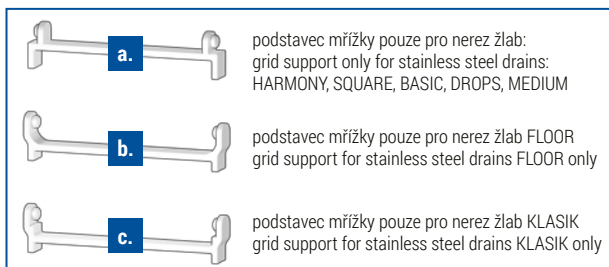 a.
podstavec mřížky pouze pro nerez žlab:
grid support only for stainless steel drains:
HARMONY, SQUARE, BASIC, DROPS, MEDIUM
b.
podstavec mřížky pouze pro nerez žlab FLOOR
grid support for stainless steel drains FLOOR only
c.
podstavec mřížky pouze pro nerez žlab KLASIK
grid support for stainless steel drains KLASIK only